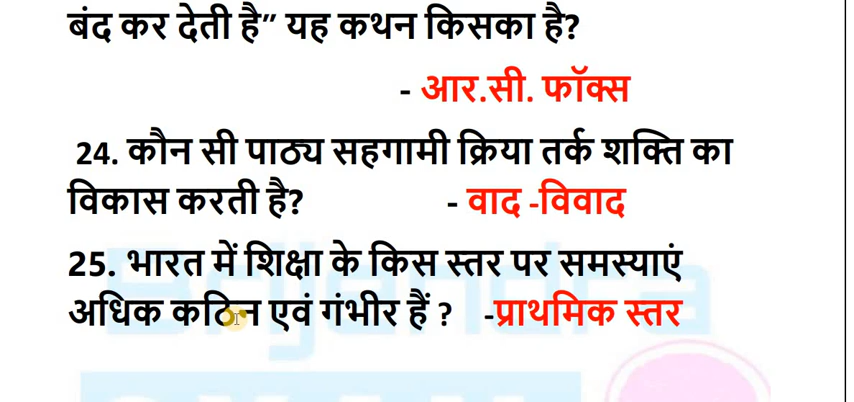 बंद कर देती है” यह कथन किसका है?
- आर.सी. फॉक्स
24. कौन सी पाठ्य सहगामी क्रिया तर्क शक्ति का
विकास करती है? - वाद -विवाद
25. भारत में शिक्षा के किस स्तर पर समस्याएं
अधिक कठिन एवं गंभीर हैं ? -प्राथमिक स्तर
Brijendra